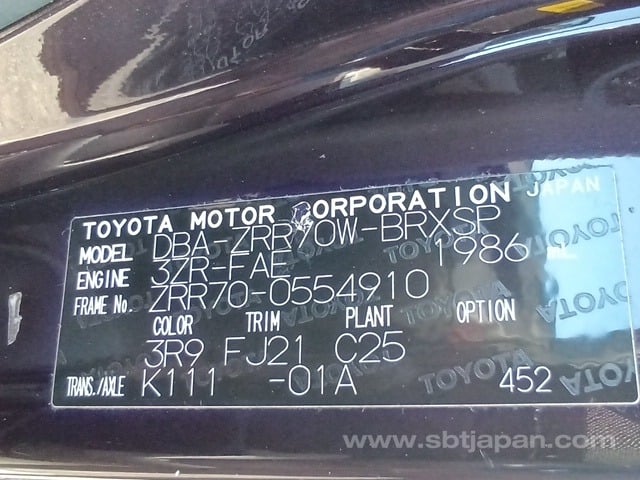 TOYOTA MOTOR CORPORATION JAPAN
MODEL DBA-ZRR70W-BRXSP
ENGINE 3ZR-FAE 1986
FRAME No. ZRR70-0554910
COLOR TRIM PLANT OPTION
3R9 FJ21 C25
TRANS./AXLE K111 -01A 452
www.sbtjapan.com